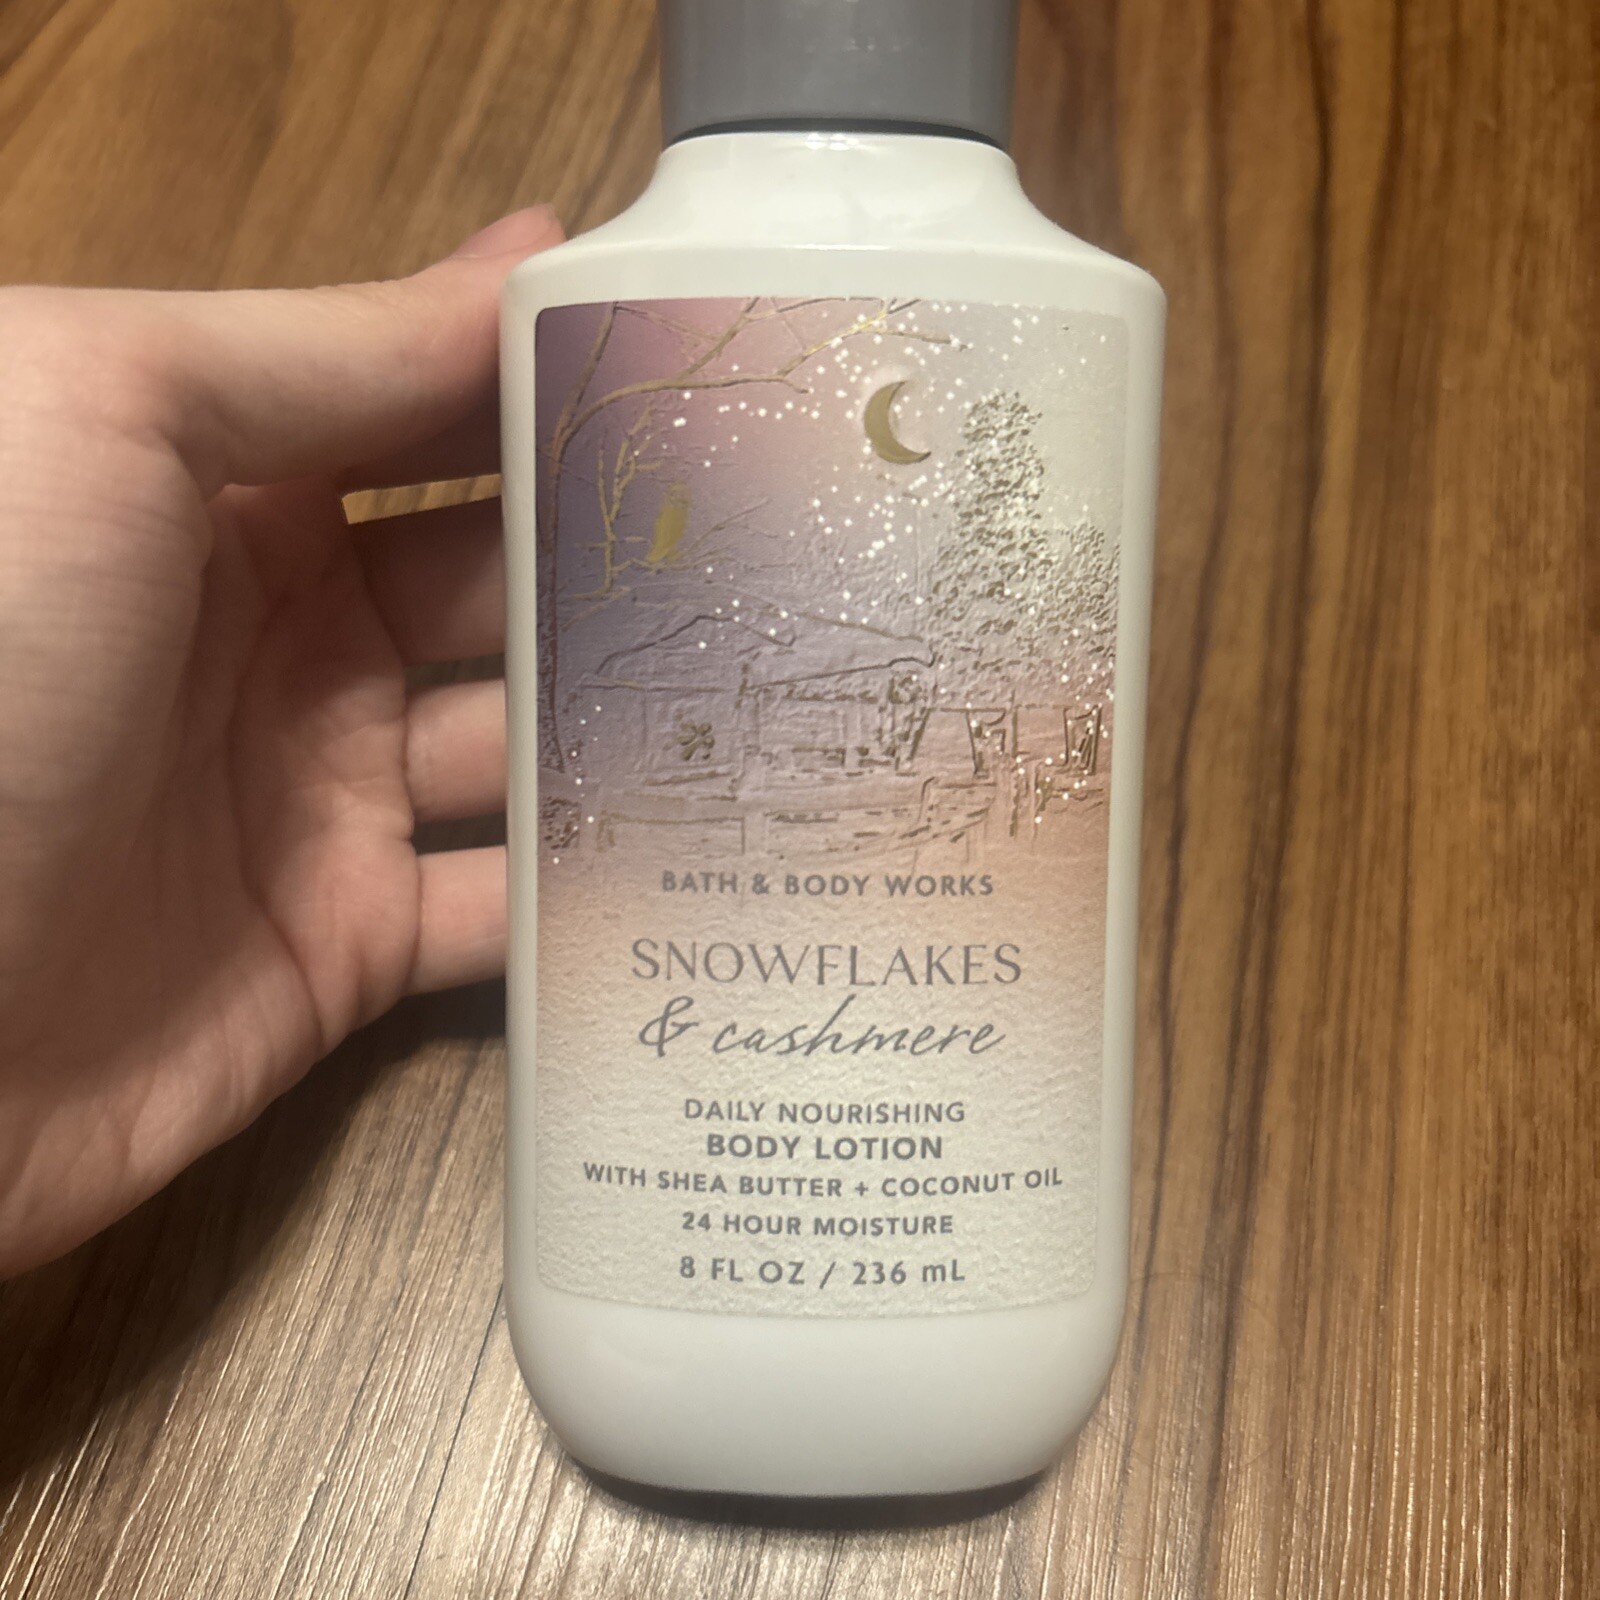 BATH & BODY WORKS
SNOWFLAKES
& cashmere
DAILY NOURISHING
BODY LOTION
WITH SHEA BUTTER + COCONUT OIL
24 HOUR MOISTURE
8 FL OZ / 236 mL